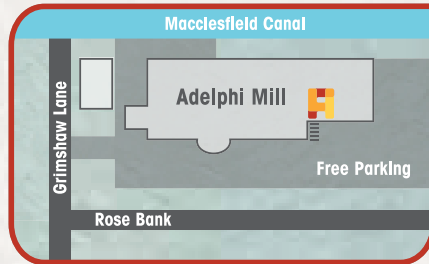 Macclesfield Canal
Grimshaw Lane
Adelphi Mill
Free Parking
Rose Bank